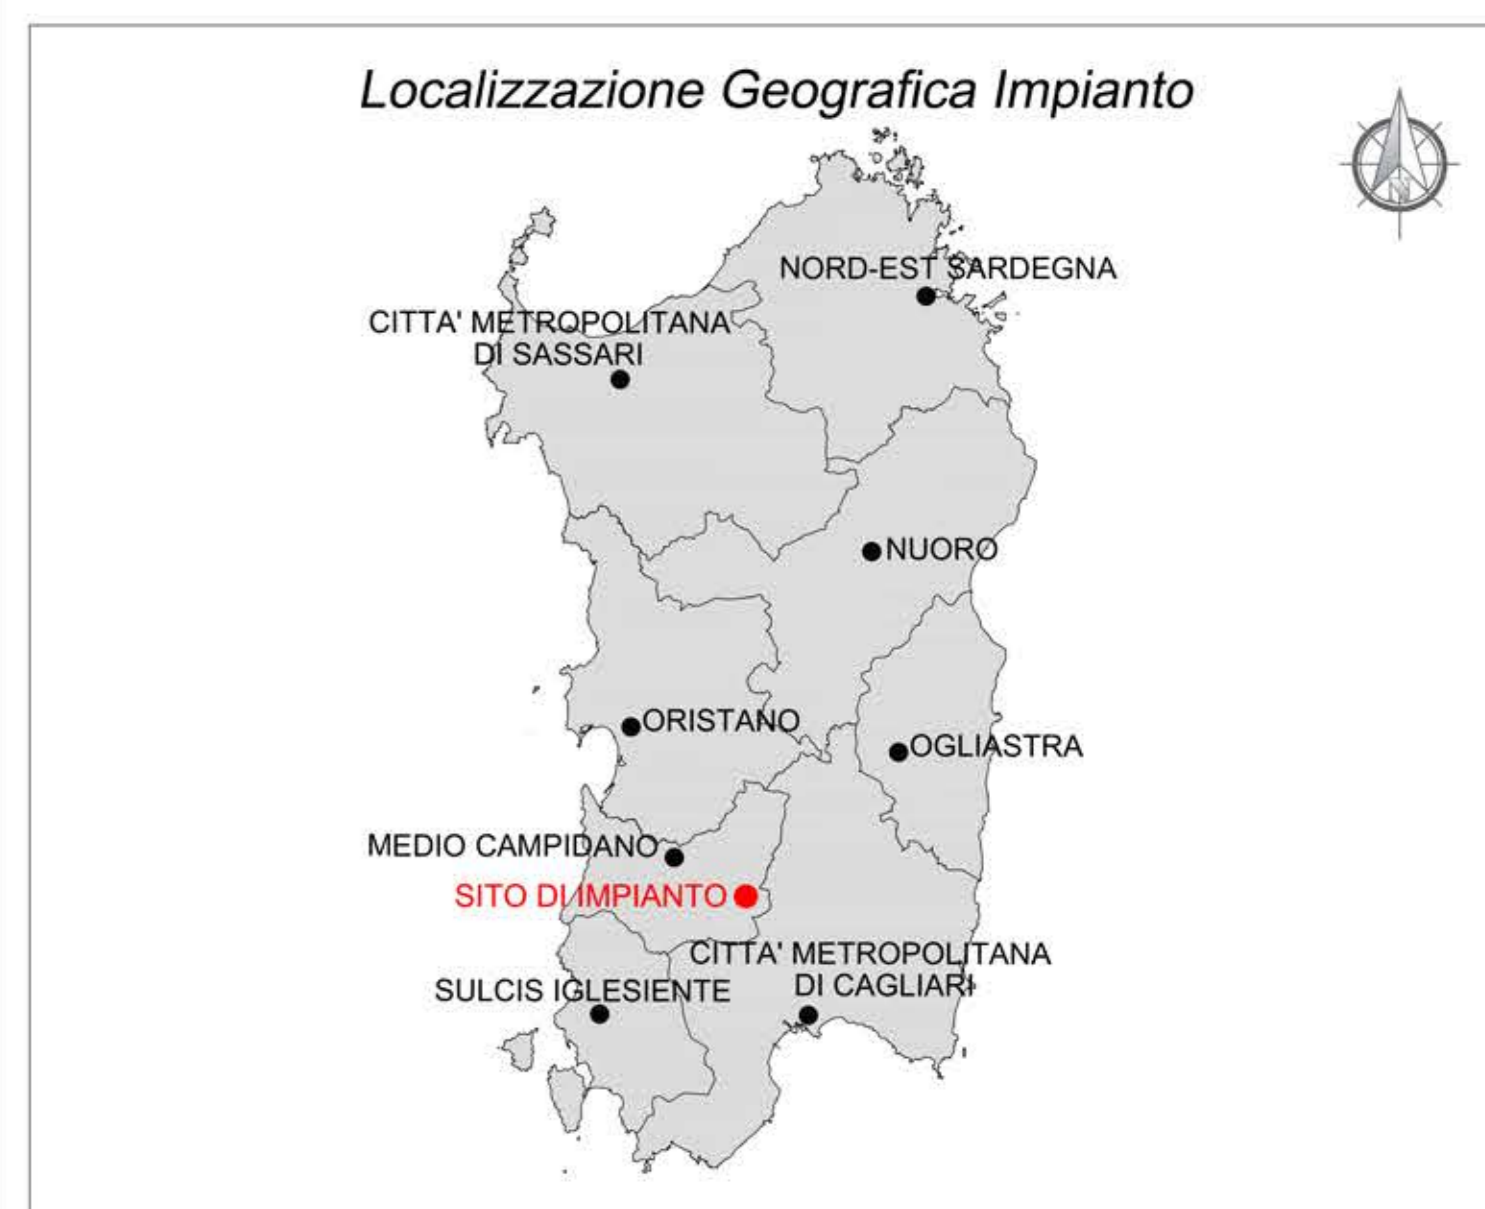 Localizzazione Geografica Impianto
N
NORD-EST SARDEGNA
CITTA' METROPOLITANA
DI SASSARI
NUORO
ORISTANO
OGLIASTRA
MEDIO CAMPIDANO
SITO DI IMPIANTO
CITTA' METROPOLITANA
DI CAGLIARI
SULCIS IGLESIENTE